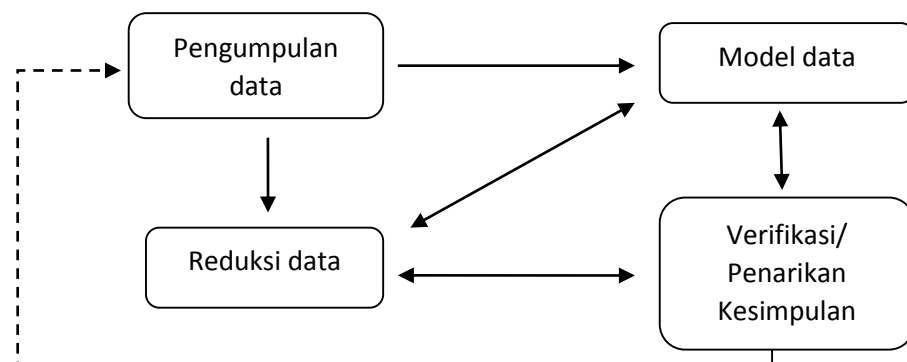 Pengumpulan
data
Model data
Reduksi data
Verifikasi/
Penarikan
Kesimpulan